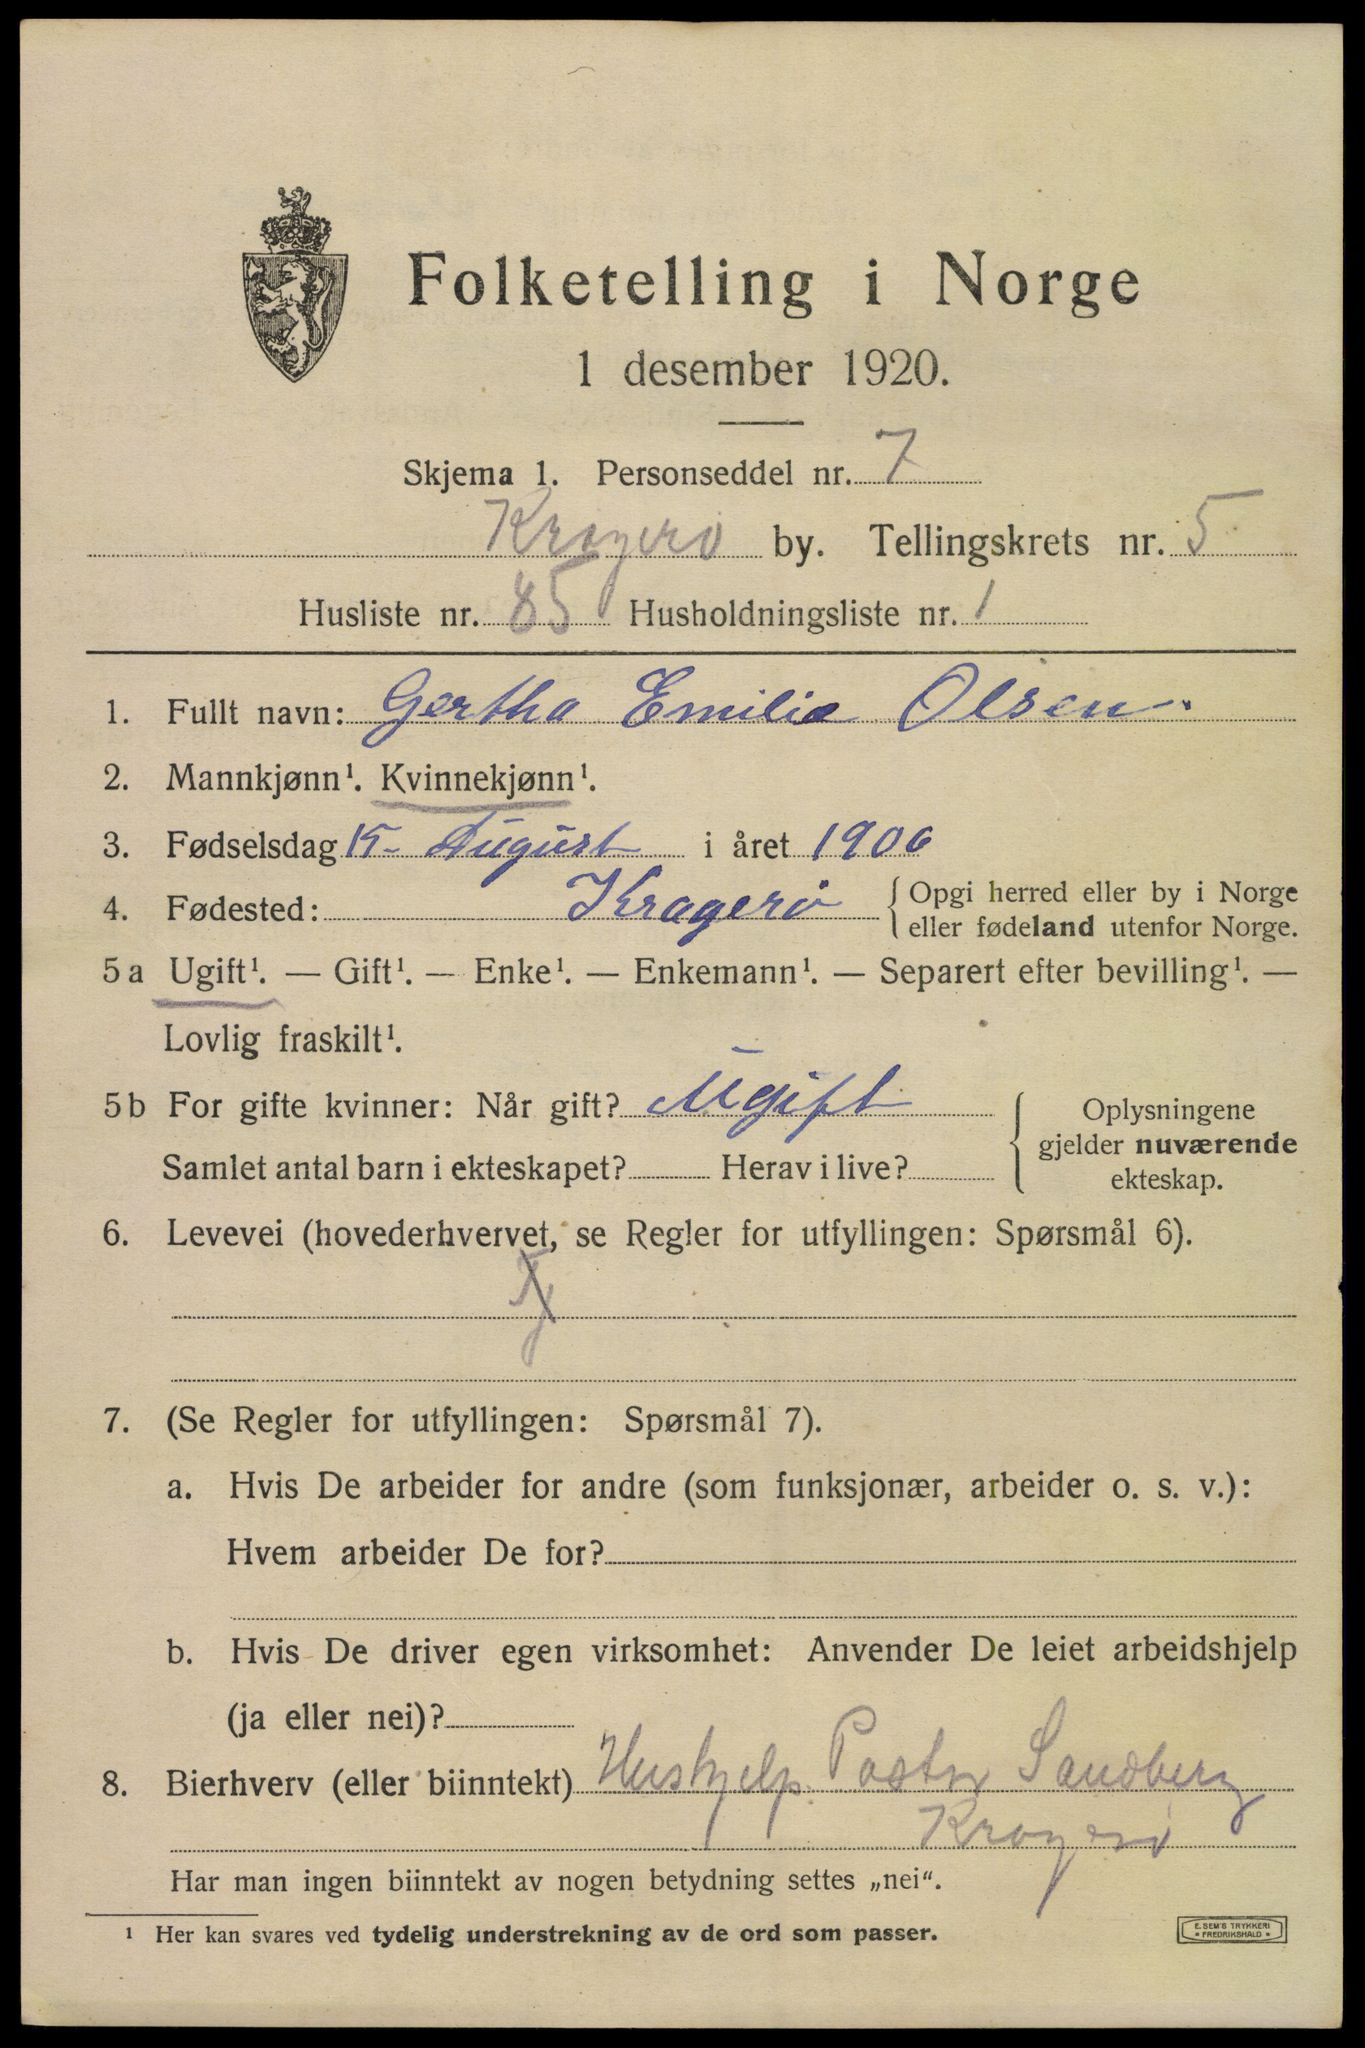 Folketelling i Norge
1 desember 1920.
Skjema 1. Personseddel nr. 7
Kragerø by. Tellingskrets nr. 5
Husliste nr. 85 Husholdningsliste nr. 1
1. Fullt navn: Gertha Emilie Olsen
2. Mannkjønn¹. Kvinnekjønn¹.
3. Fødselsdag 15- August i året 1906
4. Fødested: Kragerö { Opgi herred eller by i Norge
eller fødeland utenfor Norge.
5a Ugift¹. — Gift¹. — Enke¹. — Enkemann¹. — Separert efter bevilling¹. —
Lovlig fraskilt¹.
5b For gifte kvinner: Når gift? Ugift
Samlet antal barn i ekteskapet? Herav i live?
Oplysningene
gjelder nuværende
ekteskap.
6. Levevei (hovederhvervet, se Regler for utfyllingen: Spørsmål 6).
7. (Se Regler for utfyllingen: Spørsmål 7).
a. Hvis De arbeider for andre (som funksjonær, arbeider o. s. v.):
Hvem arbeider De for?
b. Hvis De driver egen virksomhet: Anvender De leiet arbeidshjelp
(ja eller nei)?
8. Bierhverv (eller biinntekt) Hushjelp. Sandberg
Kragerø
Har man ingen biinntekt av nogen betydning settes „nei“.
¹ Her kan svares ved tydelig understrekning av de ord som passer.
E. SEM'S TRYKKERI
* FREDRIKSHALD *